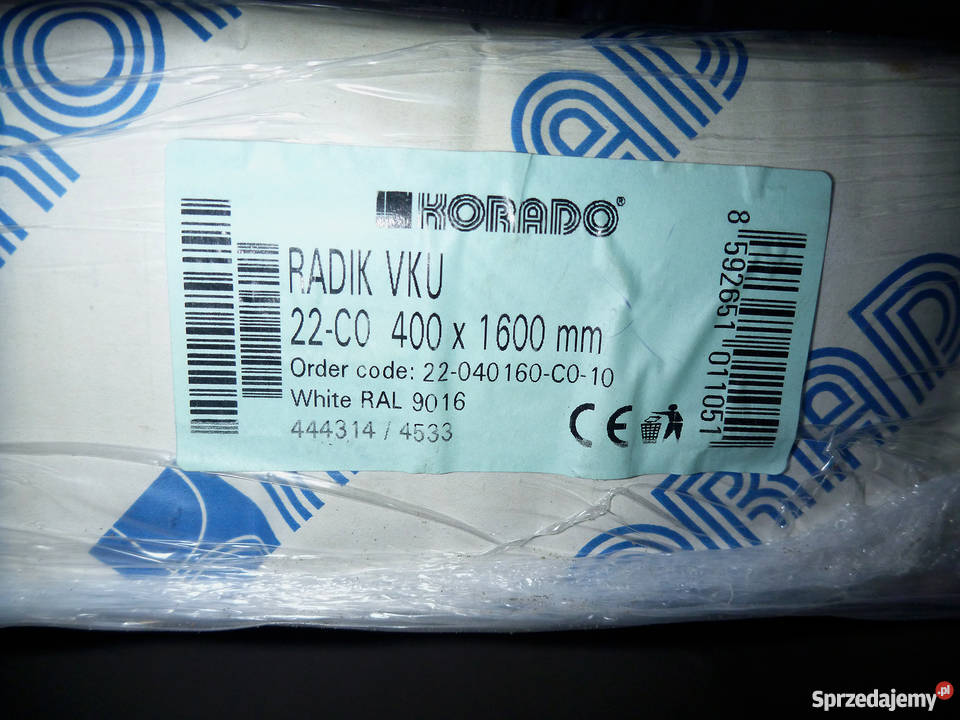 KORADO®
RADIK VKU
22-C0 400 x 1600 mm
Order code: 22-040160-C0-10
White RAL 9016
444314 / 4533
CE
8 592651 011051
Sprzedajemy.pl